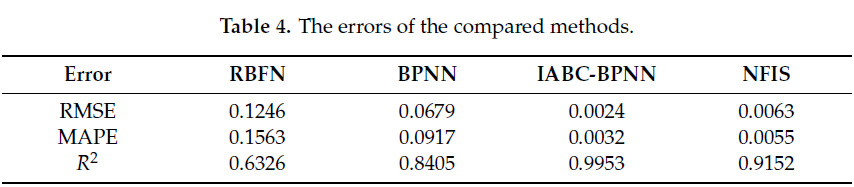 Table 4. The errors of the compared methods.
Error RBFN BPNN IABC-BPNN NFIS
RMSE 0.1246 0.0679 0.0024 0.0063
MAPE 0.1563 0.0917 0.0032 0.0055
R² 0.6326 0.8405 0.9953 0.9152